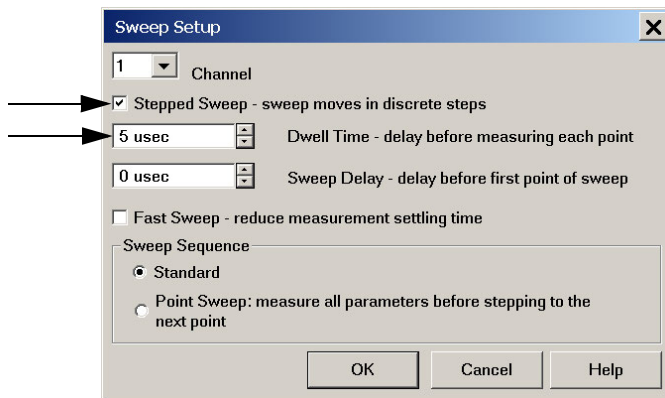 Sweep Setup
1 Channel
Stepped Sweep - sweep moves in discrete steps
5 usec Dwell Time - delay before measuring each point
0 usec Sweep Delay - delay before first point of sweep
Fast Sweep - reduce measurement settling time
Sweep Sequence
Standard
Point Sweep: measure all parameters before stepping to the
next point
OK Cancel Help